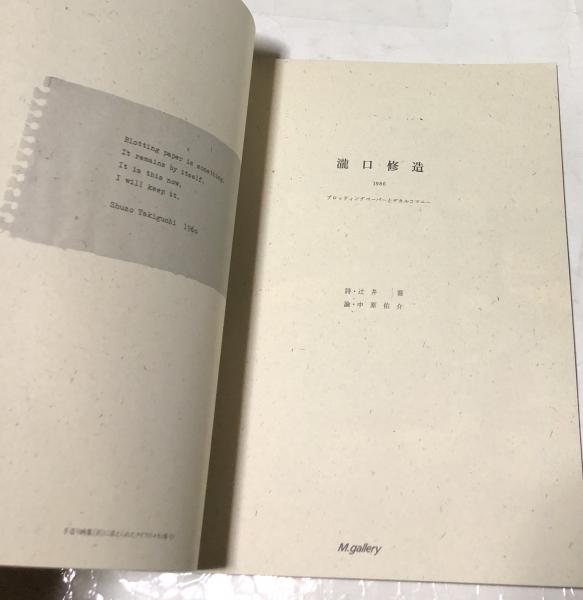 Blotting paper is something.
It remains by itself.
It is this now.
I will keep it.
Shuzo Takiguchi 1960
瀧口修造
1986
ブロッティングペーパーとデカルコマニー
詩・辻井 喬
論・中原佑介
M.gallery